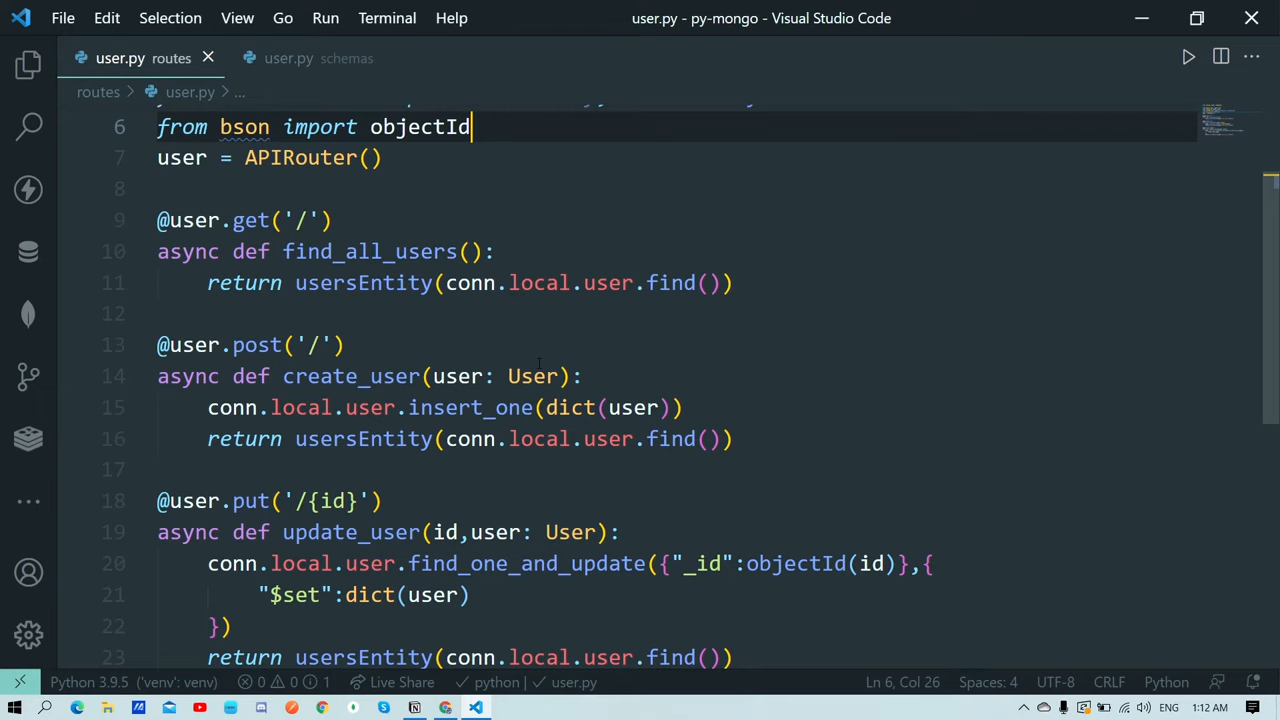 File Edit Selection View Go Run Terminal Help user.py - py-mongo - Visual Studio Code
user.py routes user.py schemas
routes > user.py > ...
6 from bson import objectId
7 user = APIRouter()
8
9 @user.get('/')
10 async def find_all_users():
11 return usersEntity(conn.local.user.find())
12
13 @user.post('/')
14 async def create_user(user: User):
15 conn.local.user.insert_one(dict(user))
16 return usersEntity(conn.local.user.find())
17
18 @user.put('/{id}')
19 async def update_user(id,user: User):
20 conn.local.user.find_one_and_update({"_id":objectId(id)},{
21 "$set":dict(user)
22 })
23 return usersEntity(conn.local.user.find())
Python 3.9.5 ('venv': venv) 0 0 1 Live Share python | user.py Ln 6, Col 26 Spaces: 4 UTF-8 CRLF Python
1:12 AM